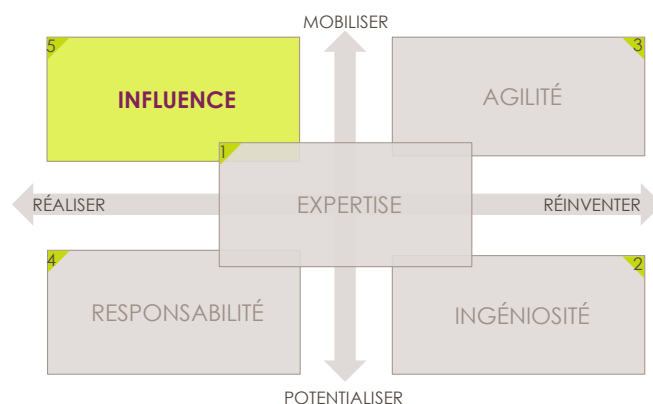 MOBILISER
5
INFLUENCE
3
AGILITÉ
1
EXPERTISE
RÉALISER
RÉINVENTER
4
RESPONSABILITÉ
2
INGÉNIOSITÉ
POTENTIALISER